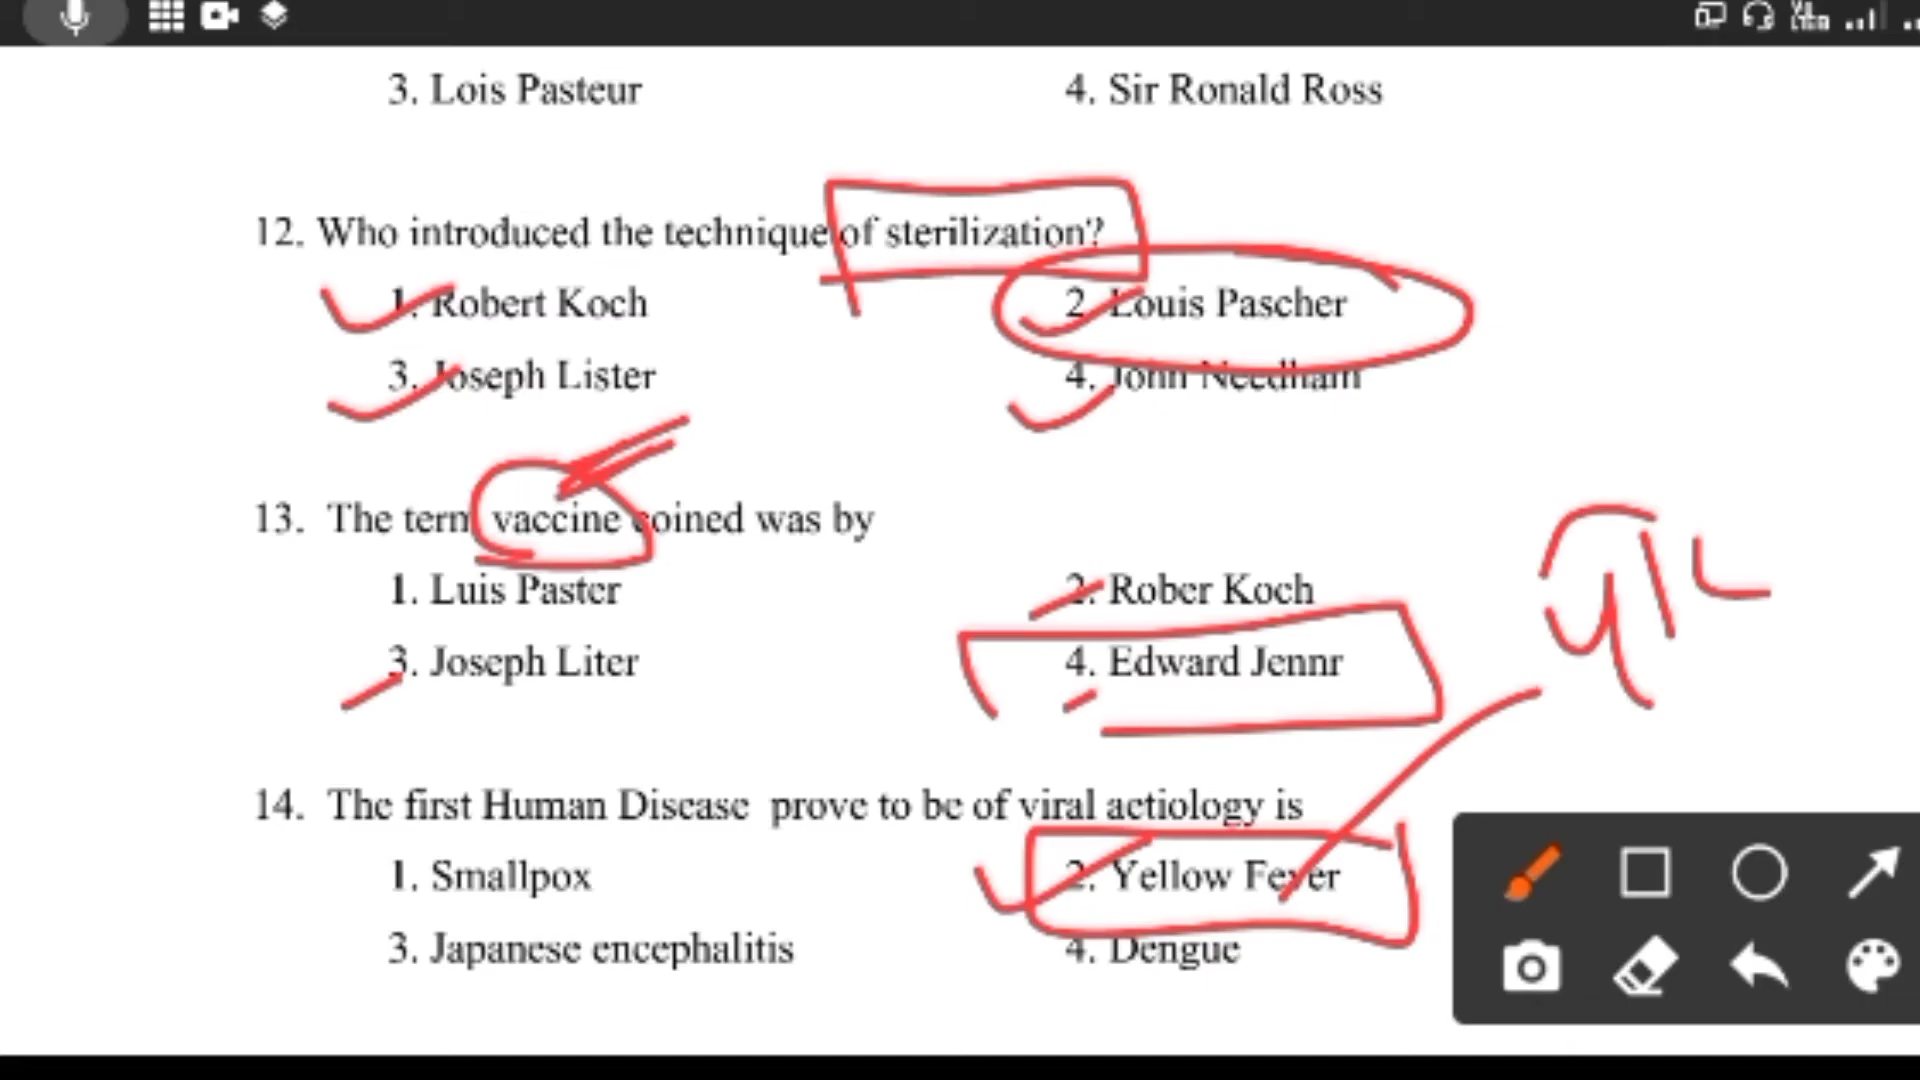 3. Lois Pasteur 4. Sir Ronald Ross
12. Who introduced the technique of sterilization?
1. Robert Koch 2. Louis Pascher
3. Joseph Lister 4. John Needham
13. The term vaccine coined was by
1. Luis Paster 2. Rober Koch
3. Joseph Liter 4. Edward Jennr
14. The first Human Disease prove to be of viral aetiology is
1. Smallpox 2. Yellow Fever
3. Japanese encephalitis 4. Dengue